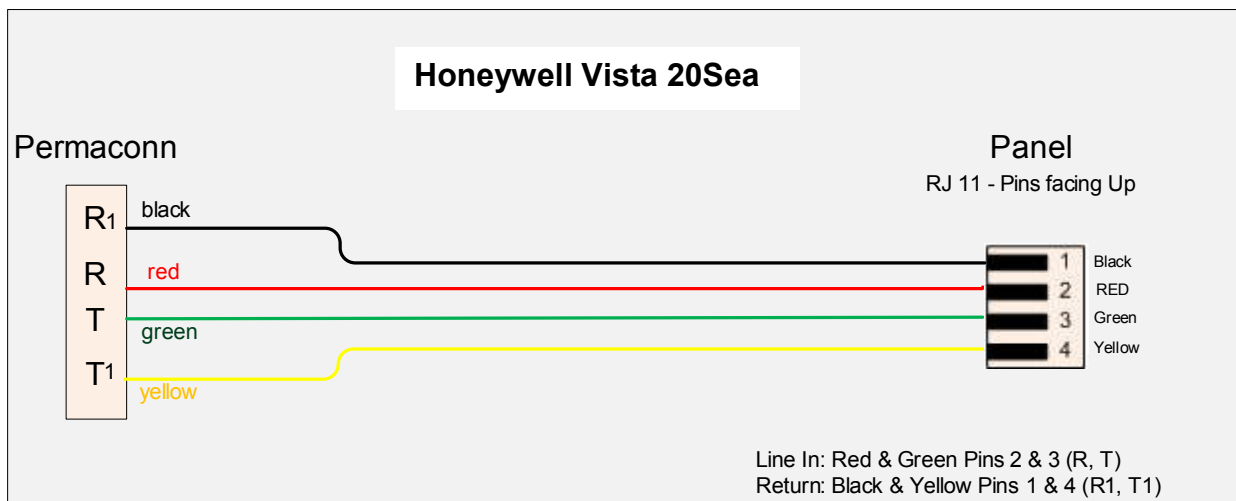 Honeywell Vista 20Sea
Permaconn
Panel
RJ 11 - Pins facing Up
R1
black
R
red
T
green
T1
yellow
1 Black
2 RED
3 Green
4 Yellow
Line In: Red & Green Pins 2 & 3 (R, T)
Return: Black & Yellow Pins 1 & 4 (R1, T1)